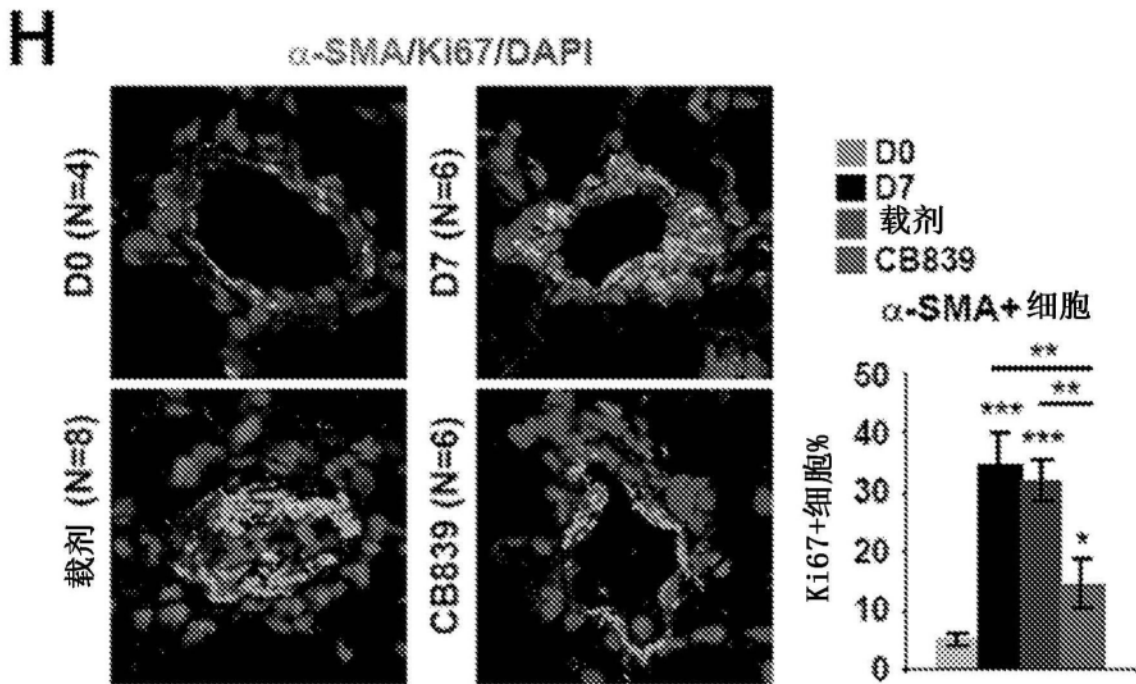 H
α-SMA/Ki67/DAPI
D0 (N=4)
D7 (N=6)
载剂 (N=8)
CB839 (N=6)
D0
D7
载剂
CB839
α-SMA+ 细胞
Ki67+细胞%
50
40
30
20
10
0
**
**
***
***
*